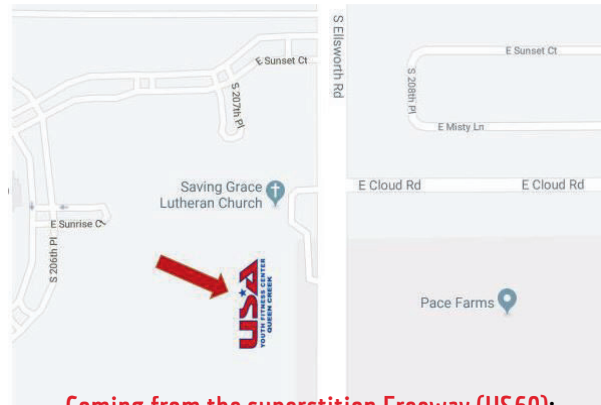 E Sunset Ct
S Ellsworth Rd
E Sunset Ct
S 207th Pl
S 208th Pl
E Misty Ln
Saving Grace
Lutheran Church
E Cloud Rd
E Cloud Rd
E Sunrise Ct
S 206th Pl
USA
YOUTH FITNESS CENTER
QUEEN CREEK
Pace Farms
Coming from the superstition Freeway (US60):